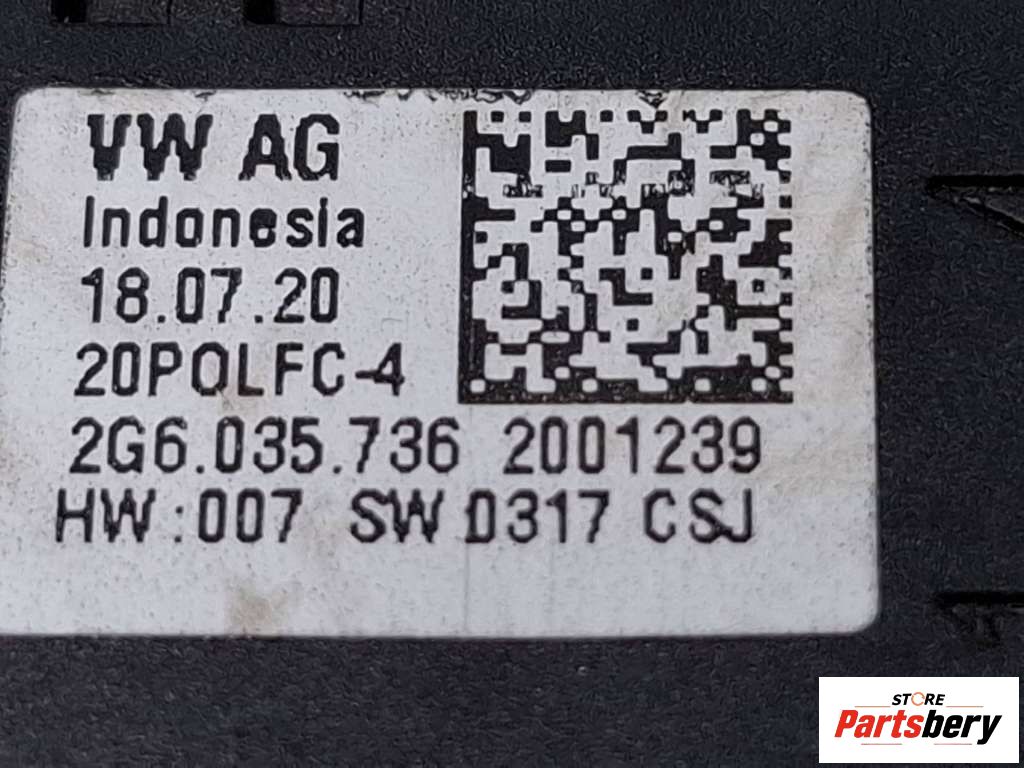 VW AG
Indonesia
18.07.20
20POLFC-4
2G6.035.736 2001239
HW:007 SW:0317 CSJ
STORE
Partsbery